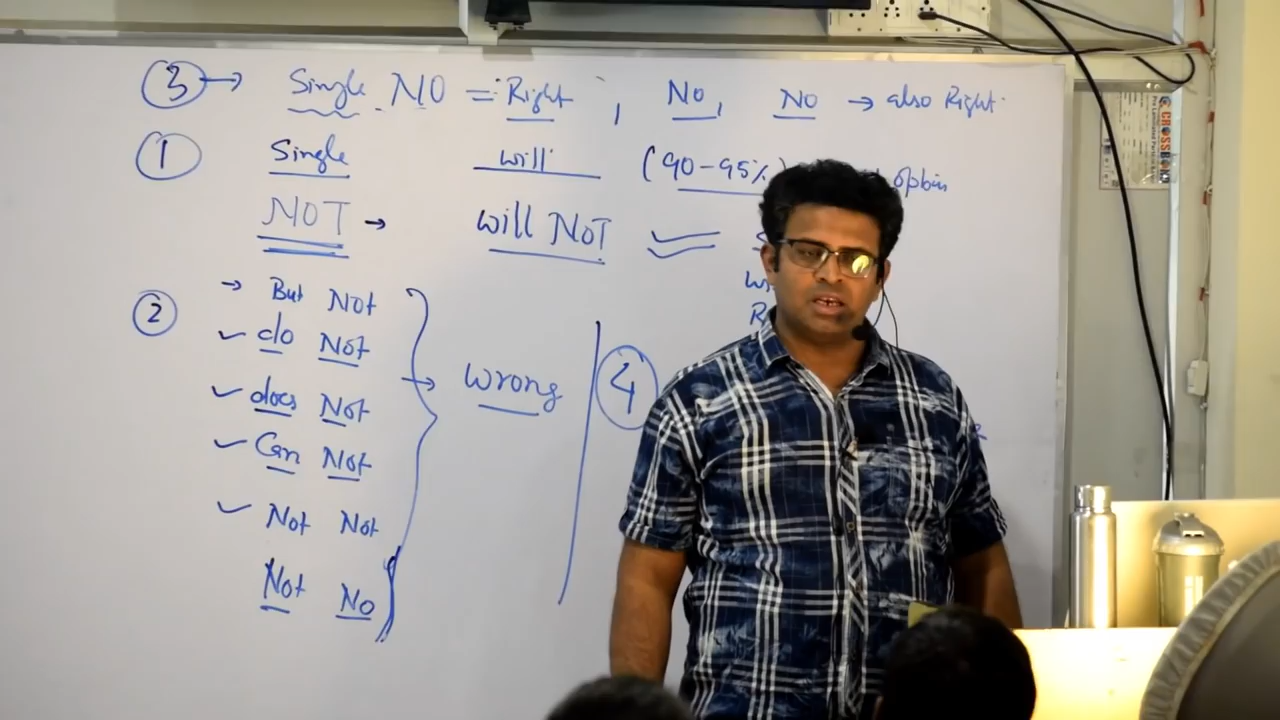 ③ → Single NO = Right , No, No → also Right
① Single will (90-95%) option
NOT → will NOT
② → But Not
✓ do Not
✓ does Not
✓ Can Not
✓ Not Not
Not No
→ Wrong
④
CROSSBOND